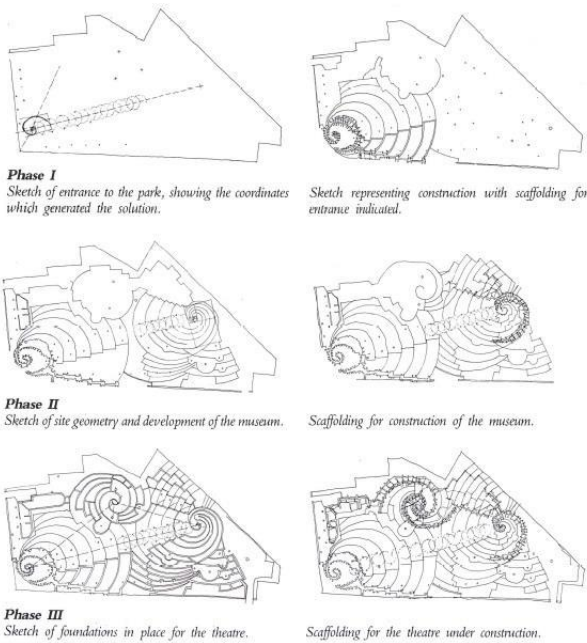 Phase I
Sketch of entrance to the park, showing the coordinates
which generated the solution.
Sketch representing construction with scaffolding for
entrance indicated.
Phase II
Sketch of site geometry and development of the museum.
Scaffolding for construction of the museum.
Phase III
Sketch of foundations in place for the theatre.
Scaffolding for the theatre under construction.